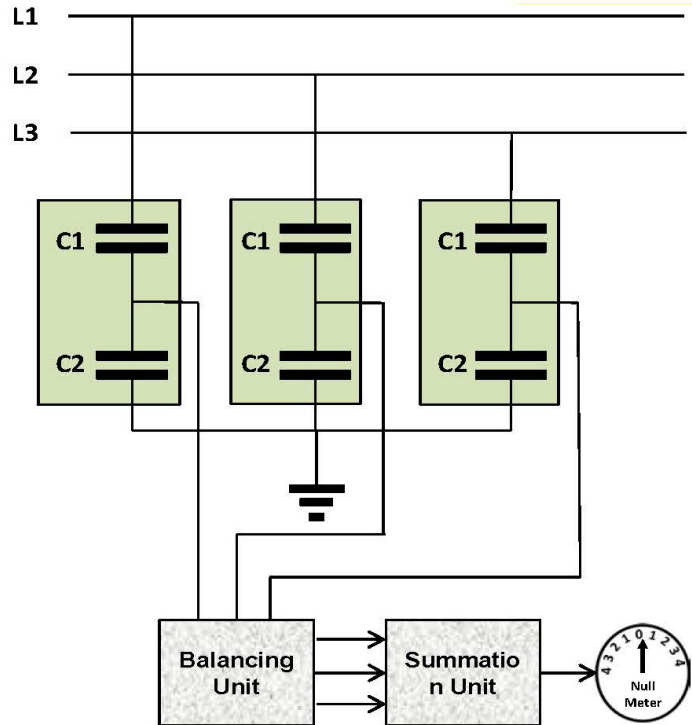 L1
L2
L3
C1
C1
C1
C2
C2
C2
Balancing
Unit
Summatio
n Unit
4 3 2 1 0 1 2 3 4
Null
Meter